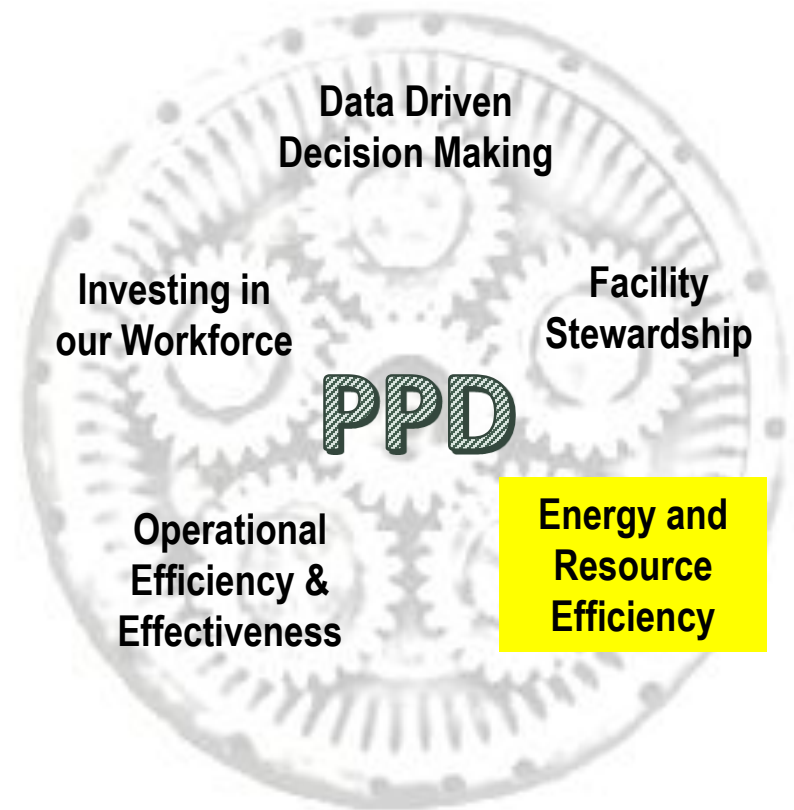 Data Driven
Decision Making
Investing in
our Workforce
Facility
Stewardship
PPD
Operational
Efficiency &
Effectiveness
Energy and
Resource
Efficiency